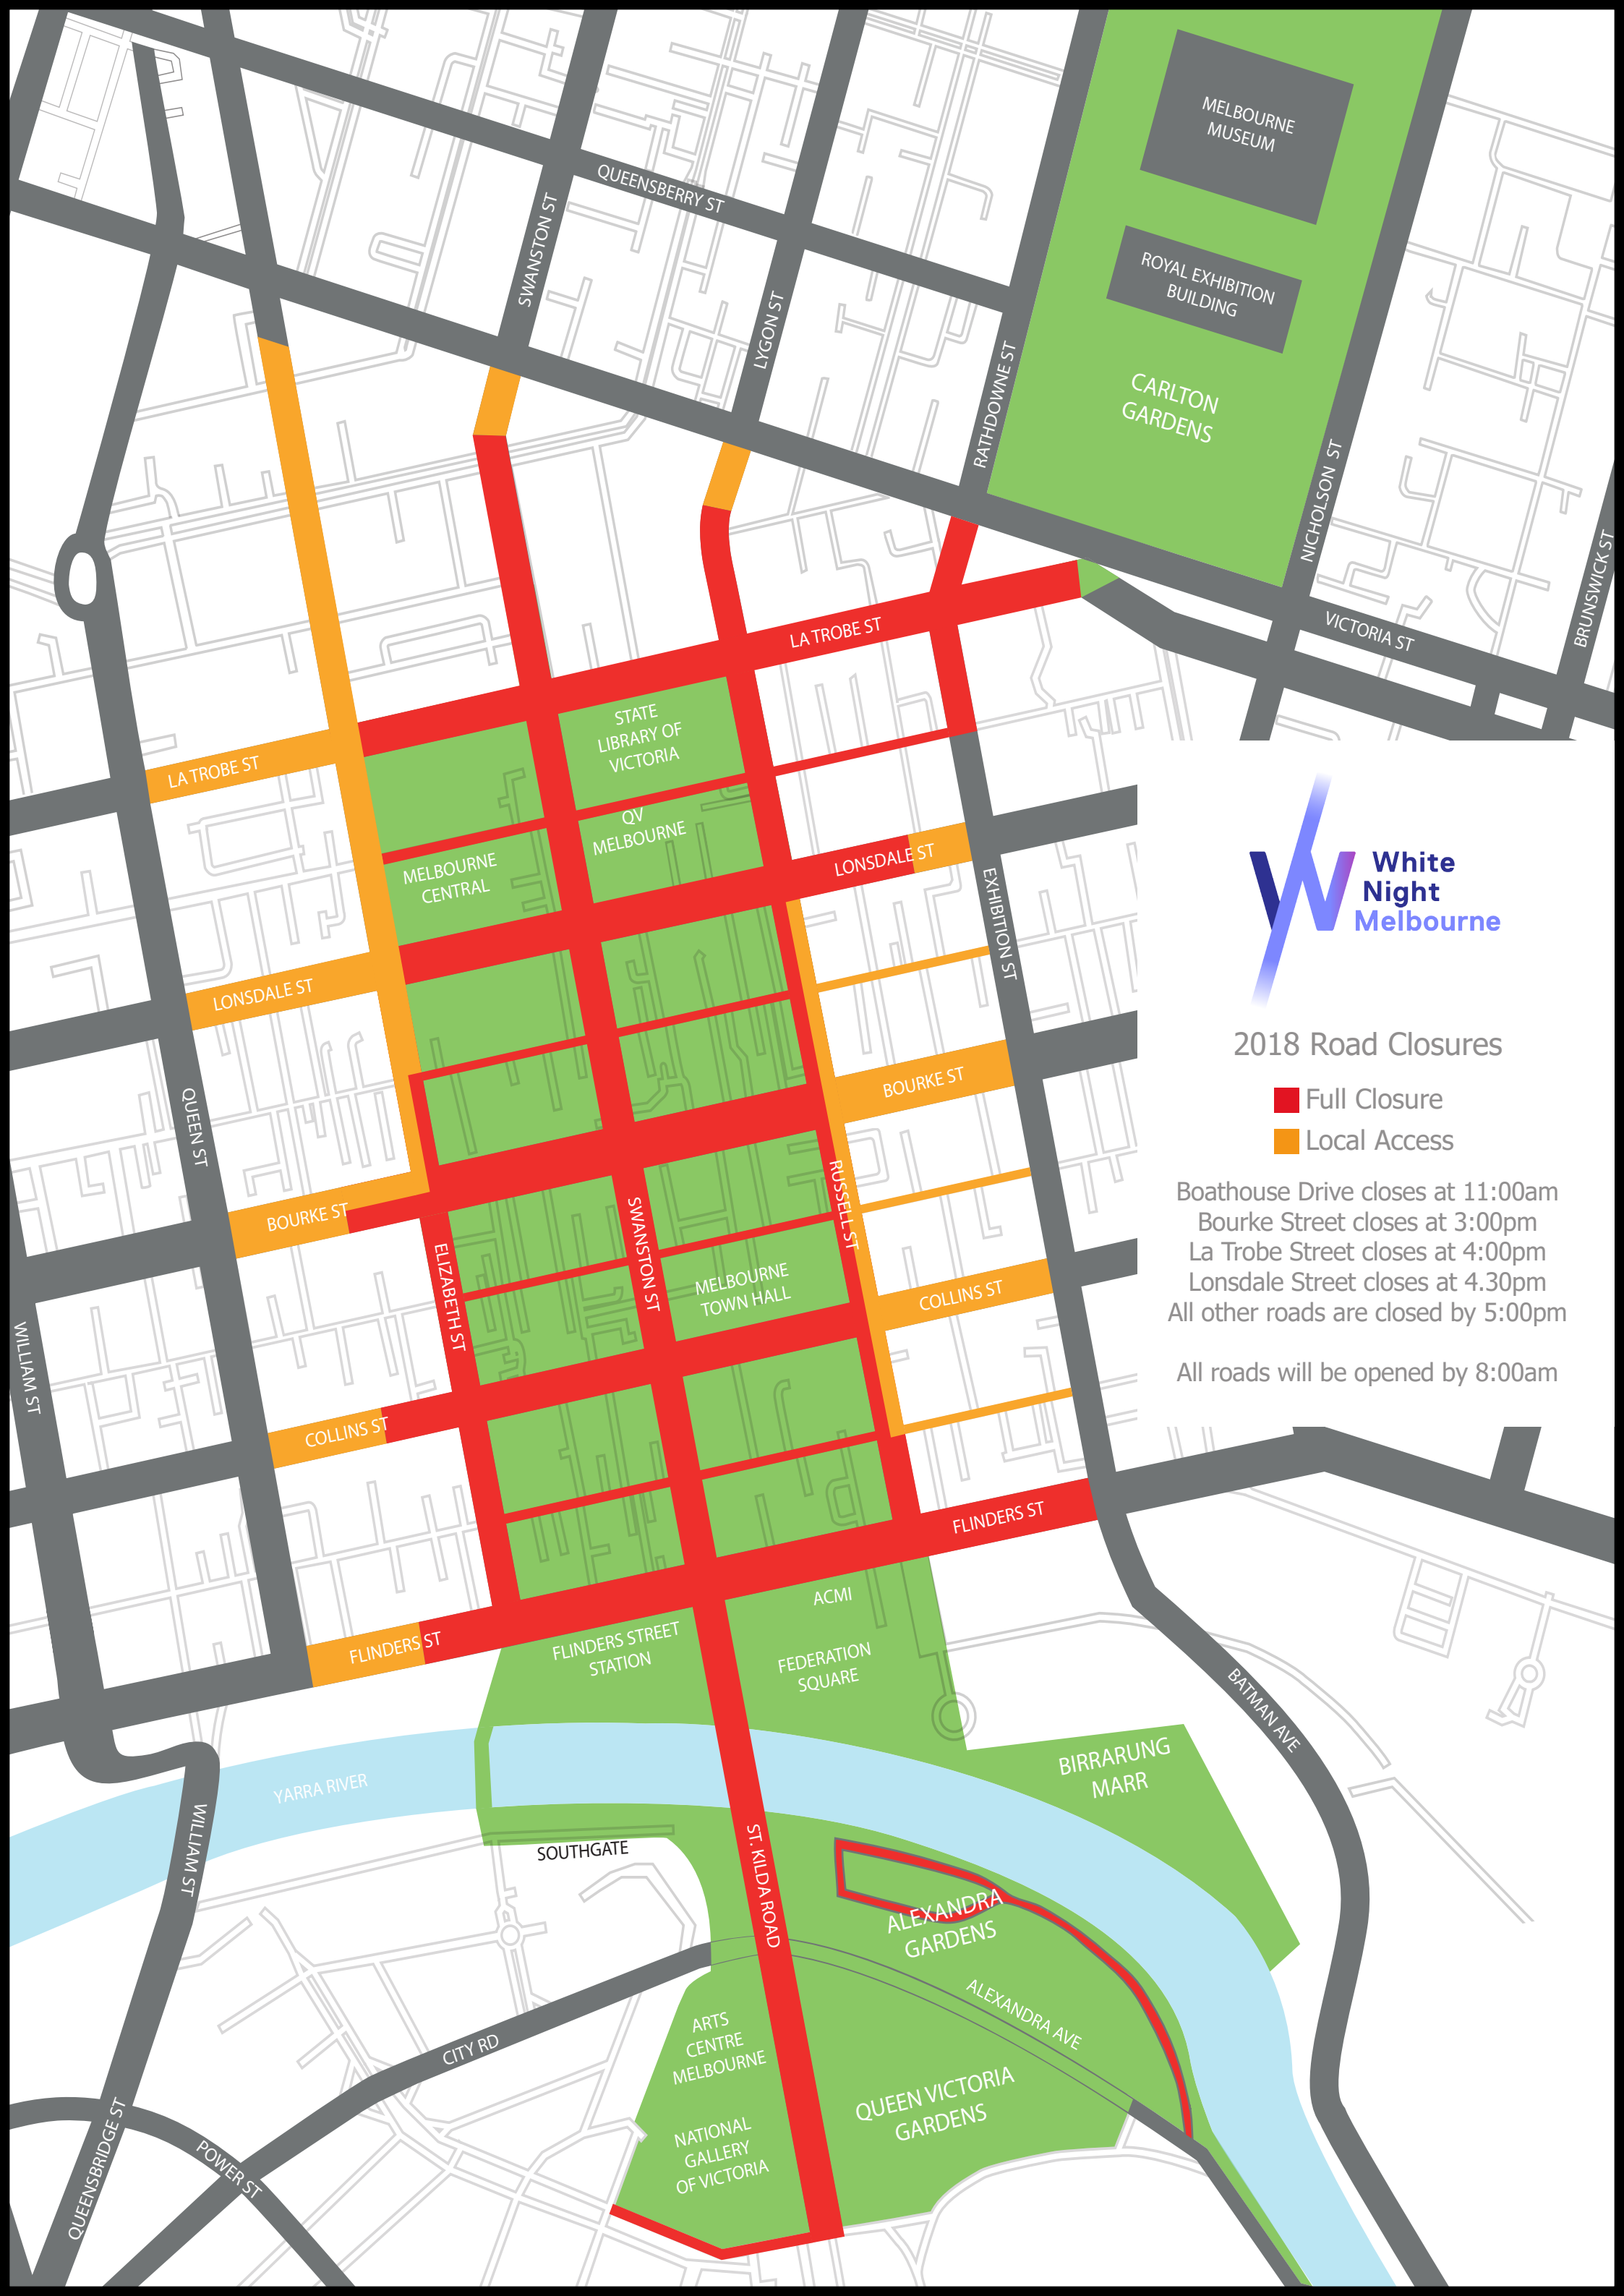 MELBOURNE
MUSEUM
QUEENSBERRY ST
SWANSTON ST
ROYAL EXHIBITION
BUILDING
LYGON ST
RATHDOWNE ST
CARLTON
GARDENS
NICHOLSON ST
BRUNSWICK ST
VICTORIA ST
LA TROBE ST
STATE
LIBRARY OF
VICTORIA
LA TROBE ST
QV
MELBOURNE
MELBOURNE
CENTRAL
LONSDALE ST
EXHIBITION ST
White
Night
Melbourne
LONSDALE ST
2018 Road Closures
Full Closure
Local Access
Boathouse Drive closes at 11:00am
Bourke Street closes at 3:00pm
La Trobe Street closes at 4:00pm
Lonsdale Street closes at 4.30pm
All other roads are closed by 5:00pm
All roads will be opened by 8:00am
BOURKE ST
QUEEN ST
RUSSELL ST
BOURKE ST
SWANSTON ST
ELIZABETH ST
MELBOURNE
TOWN HALL
COLLINS ST
WILLIAM ST
COLLINS ST
FLINDERS ST
ACMI
FLINDERS ST
FLINDERS STREET
STATION
FEDERATION
SQUARE
BATMAN AVE
BIRRARUNG
MARR
YARRA RIVER
WILLIAM ST
SOUTHGATE
ST. KILDA ROAD
ALEXANDRA
GARDENS
ALEXANDRA AVE
CITY RD
ARTS
CENTRE
MELBOURNE
QUEEN VICTORIA
GARDENS
NATIONAL
GALLERY
OF VICTORIA
QUEENSBRIDGE ST
POWER ST